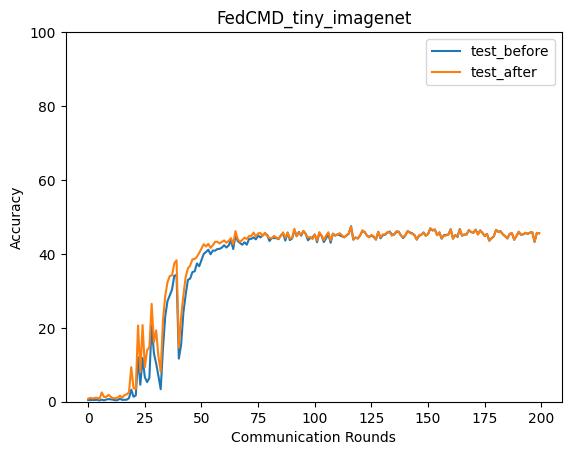 FedCMD_tiny_imagenet
100
80
60
40
20
0
Accuracy
test_before
test_after
0 25 50 75 100 125 150 175 200
Communication Rounds